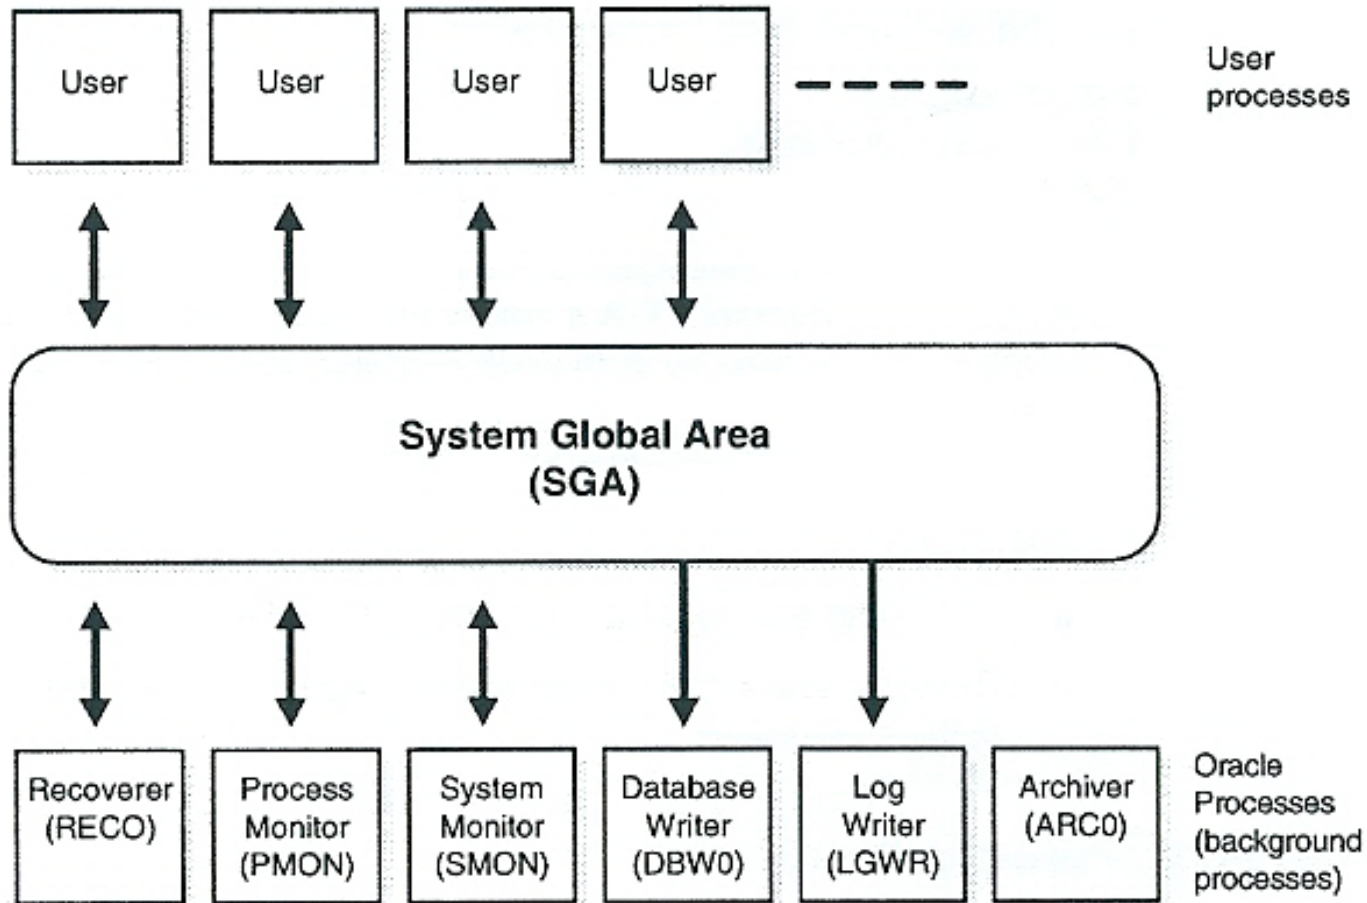 User
User
User
User
User
processes
System Global Area
(SGA)
Recoverer
(RECO)
Process
Monitor
(PMON)
System
Monitor
(SMON)
Database
Writer
(DBW0)
Log
Writer
(LGWR)
Archiver
(ARC0)
Oracle
Processes
(background
processes)